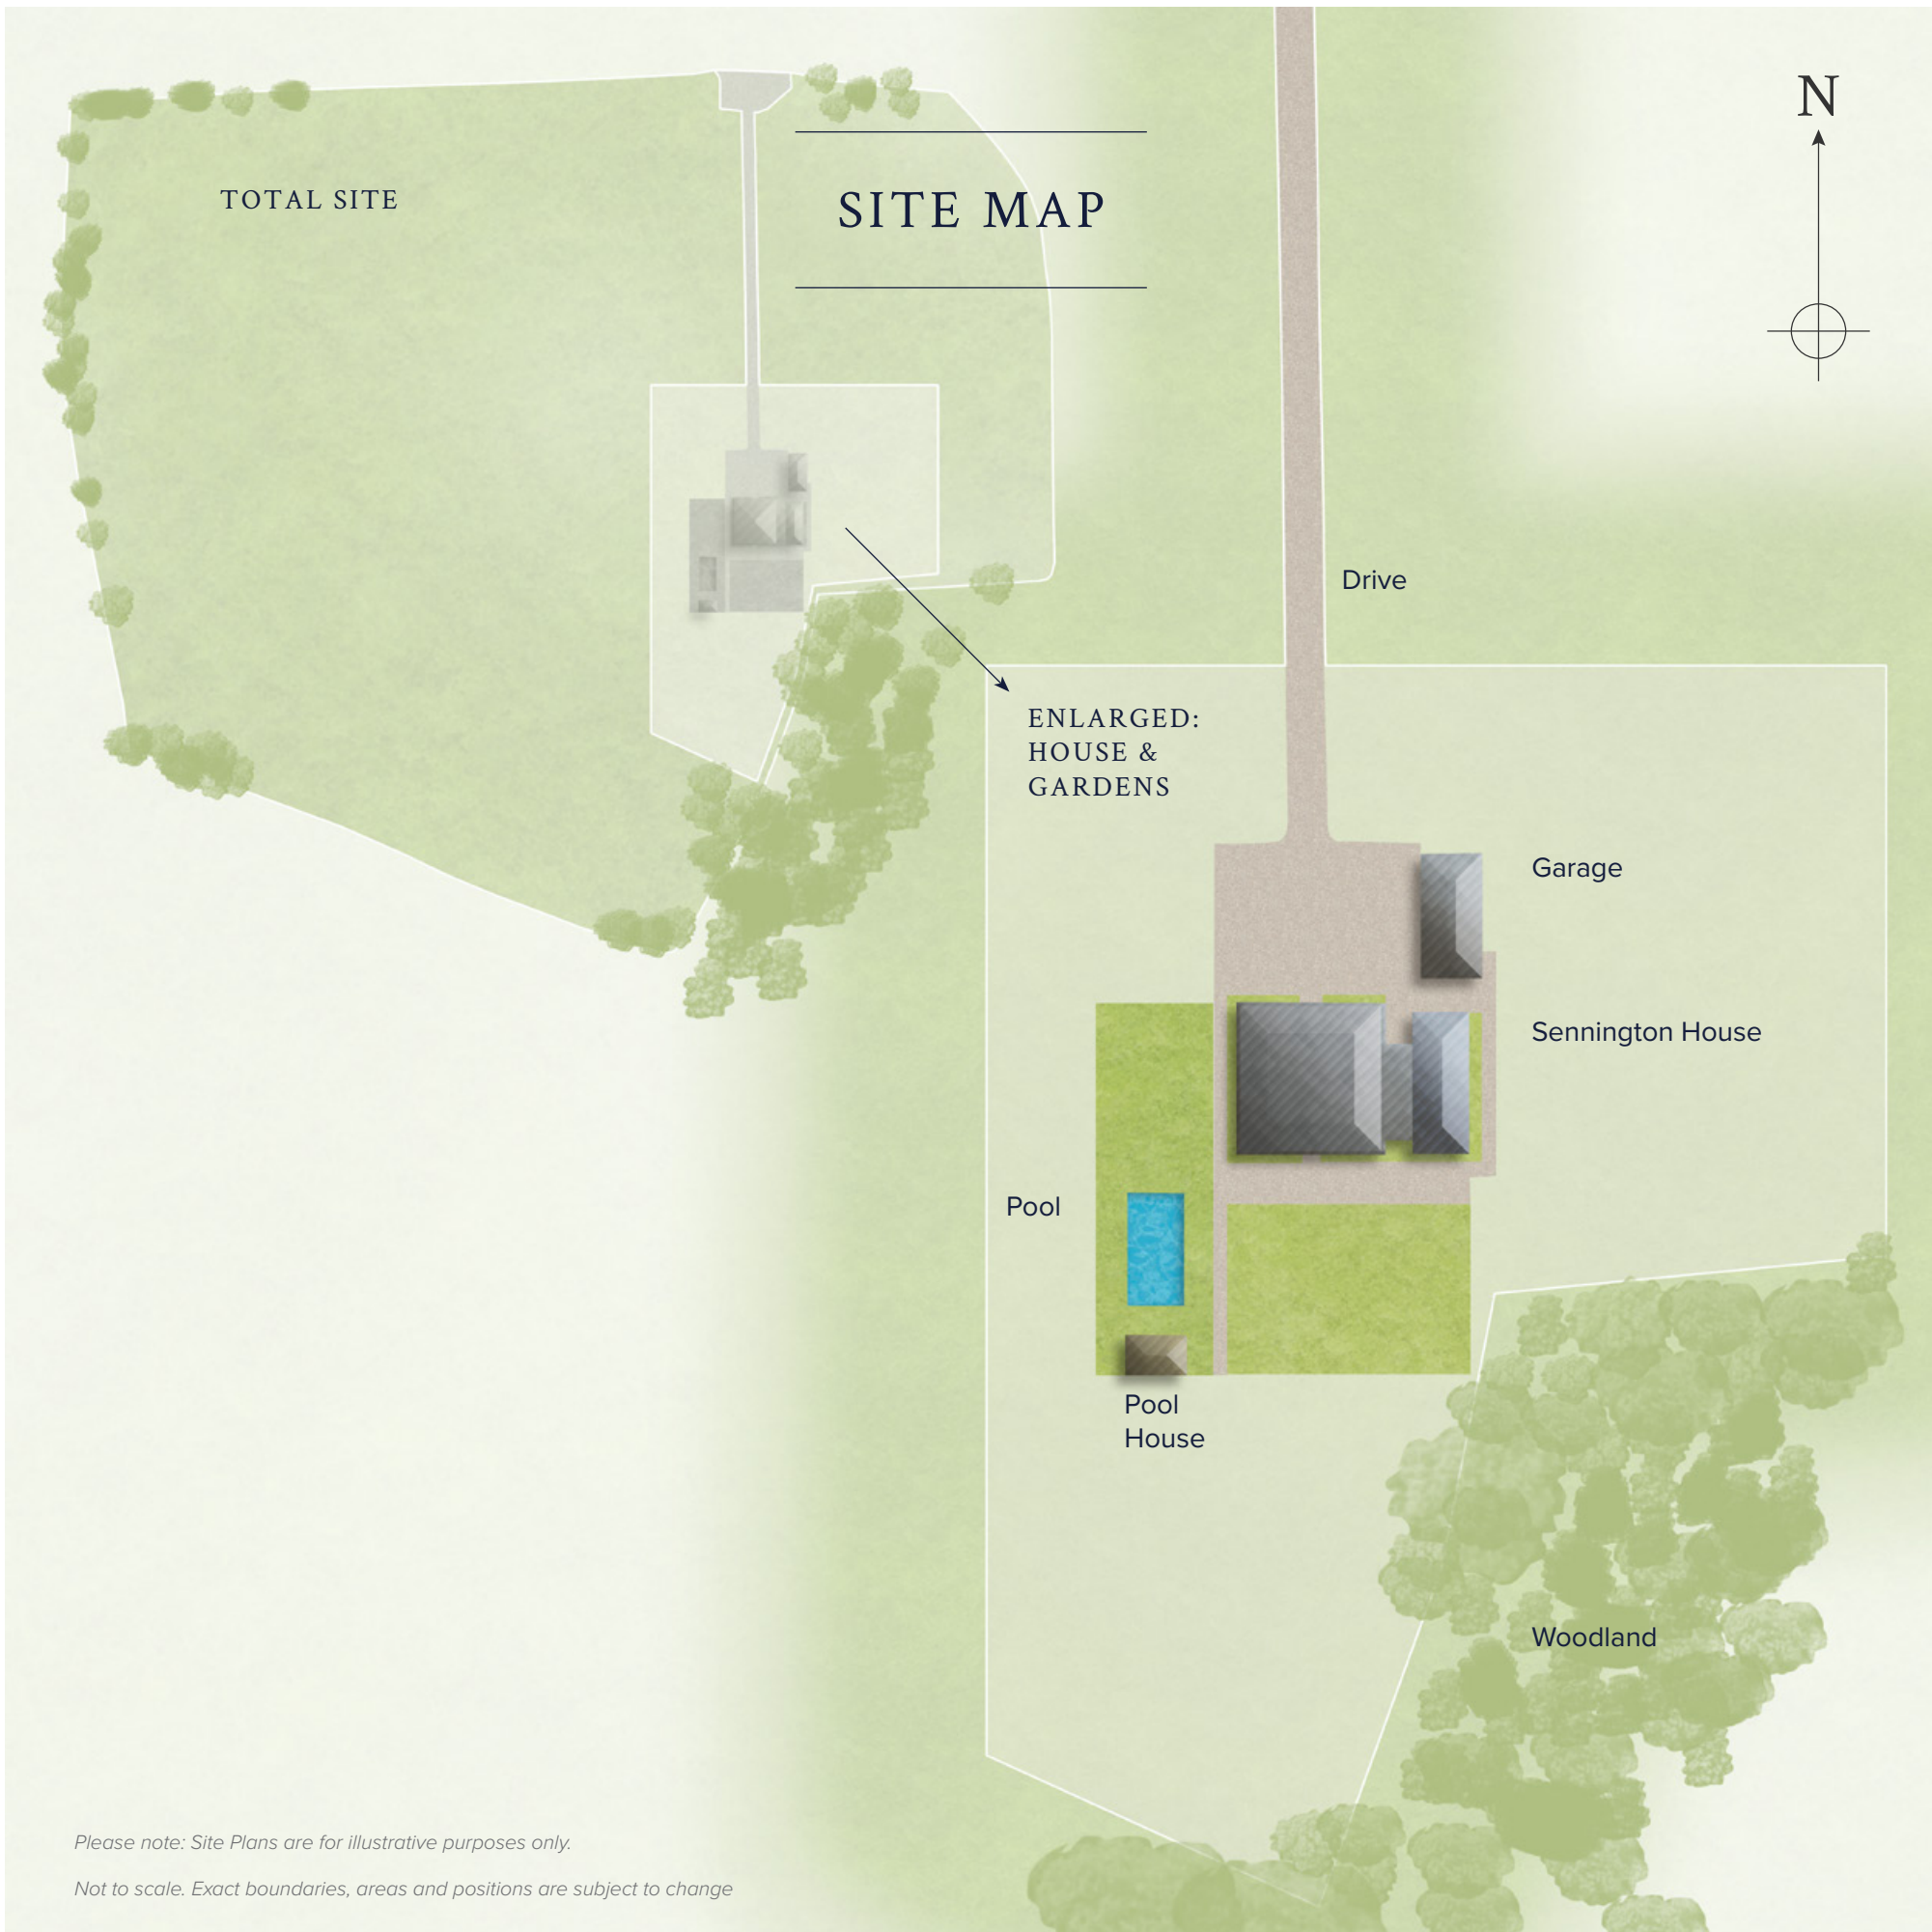 N
TOTAL SITE
SITE MAP
Drive
ENLARGED:
HOUSE &
GARDENS
Garage
Sennington House
Pool
Pool
House
Woodland
Please note: Site Plans are for illustrative purposes only.
Not to scale. Exact boundaries, areas and positions are subject to change